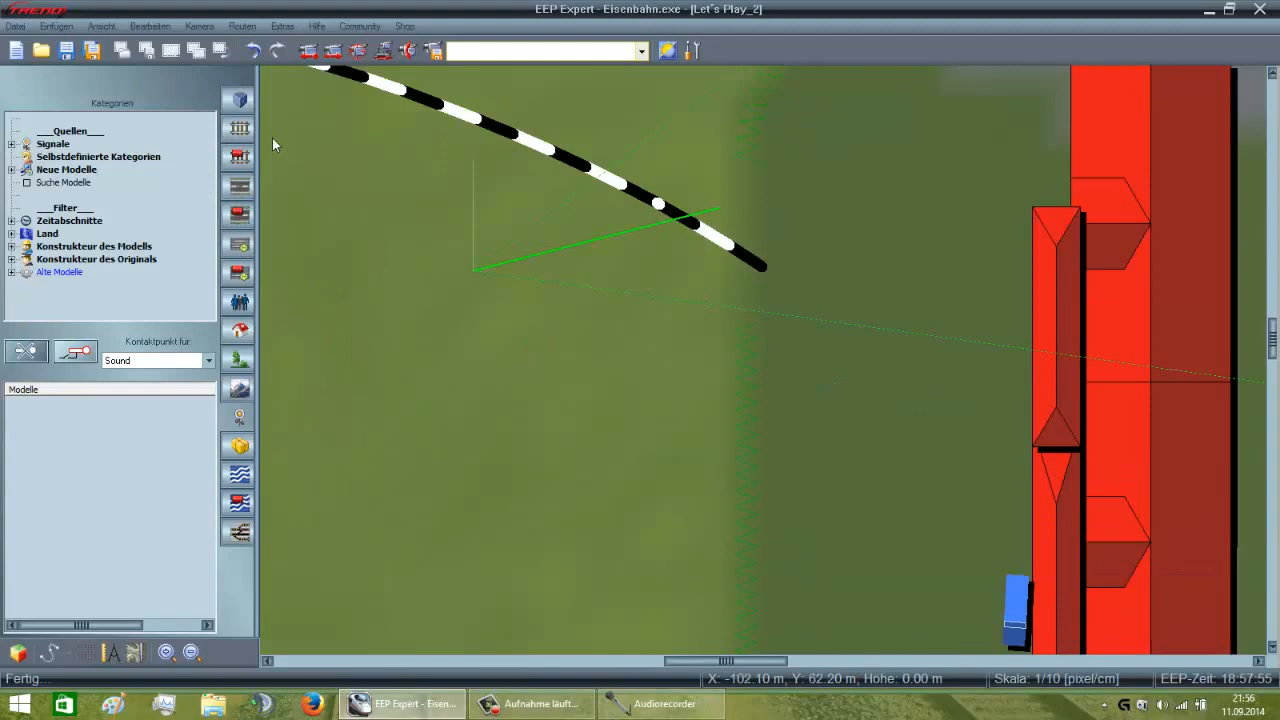 TREND
EEP Expert - Eisenbahn.exe - [Let´s Play_2]
Datei Einfügen Ansicht Bearbeiten Kamera Routen Extras Hilfe Community Shop
Kategorien
___Quellen___
Signale
Selbstdefinierte Kategorien
Neue Modelle
Suche Modelle
___Filter___
Zeitabschnitte
Land
Konstrukteur des Modells
Konstrukteur des Originals
Alte Modelle
Kontaktpunkt für:
Sound
Modelle
Fertig...
X: -102.10 m, Y: 62.20 m, Höhe: 0.00 m
Skala: 1/10 [pixel/cm]
EEP-Zeit: 18:57:55
EEP Expert - Eisen...
Aufnahme läuft...
Audiorecorder
21:56
11.09.2014